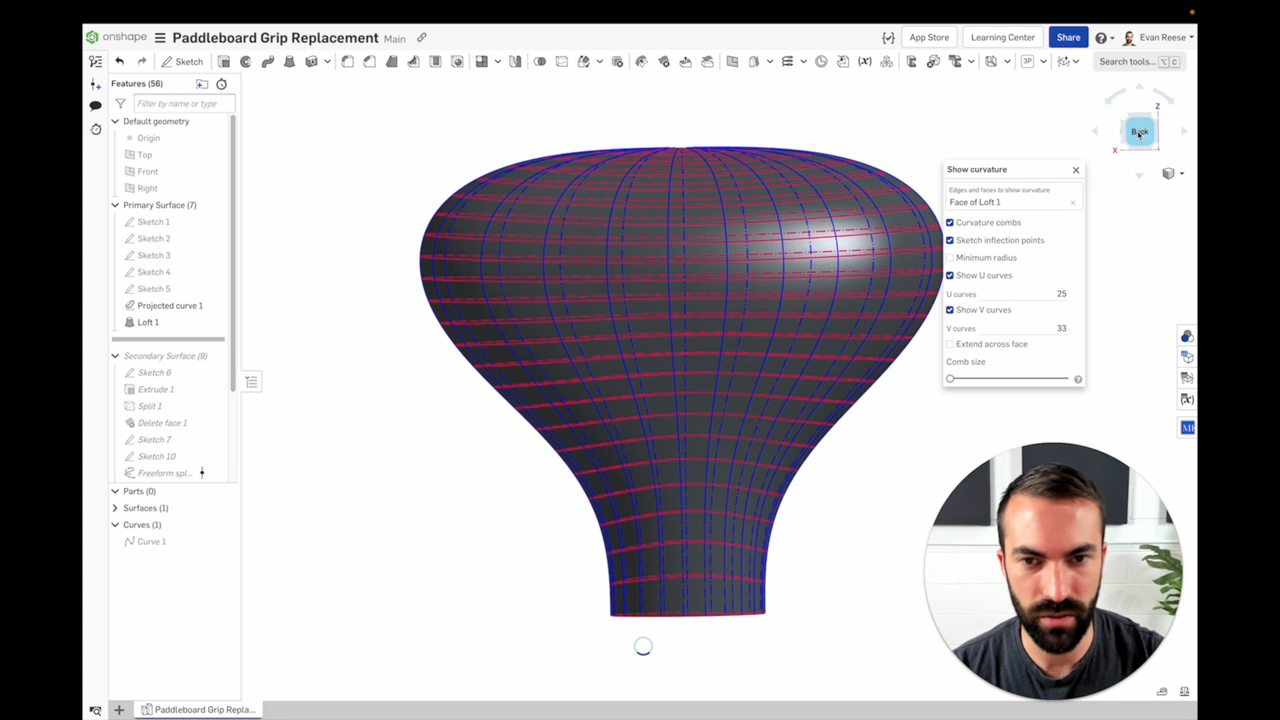 onshape Paddleboard Grip Replacement Main App Store Learning Center Share Evan Reese
Sketch Search tools... ⌥ C
Features (56)
Filter by name or type
Default geometry
Origin
Top
Front
Right
Primary Surface (7)
Sketch 1
Sketch 2
Sketch 3
Sketch 4
Sketch 5
Projected curve 1
Loft 1
Secondary Surface (9)
Sketch 6
Extrude 1
Split 1
Delete face 1
Sketch 7
Sketch 10
Freeform spl...
Parts (0)
Surfaces (1)
Curves (1)
Curve 1
Z
Back
X
Show curvature
Edges and faces to show curvature
Face of Loft 1
Curvature combs
Sketch inflection points
Minimum radius
Show U curves
U curves 25
Show V curves
V curves 33
Extend across face
Comb size
Paddleboard Grip Repla...